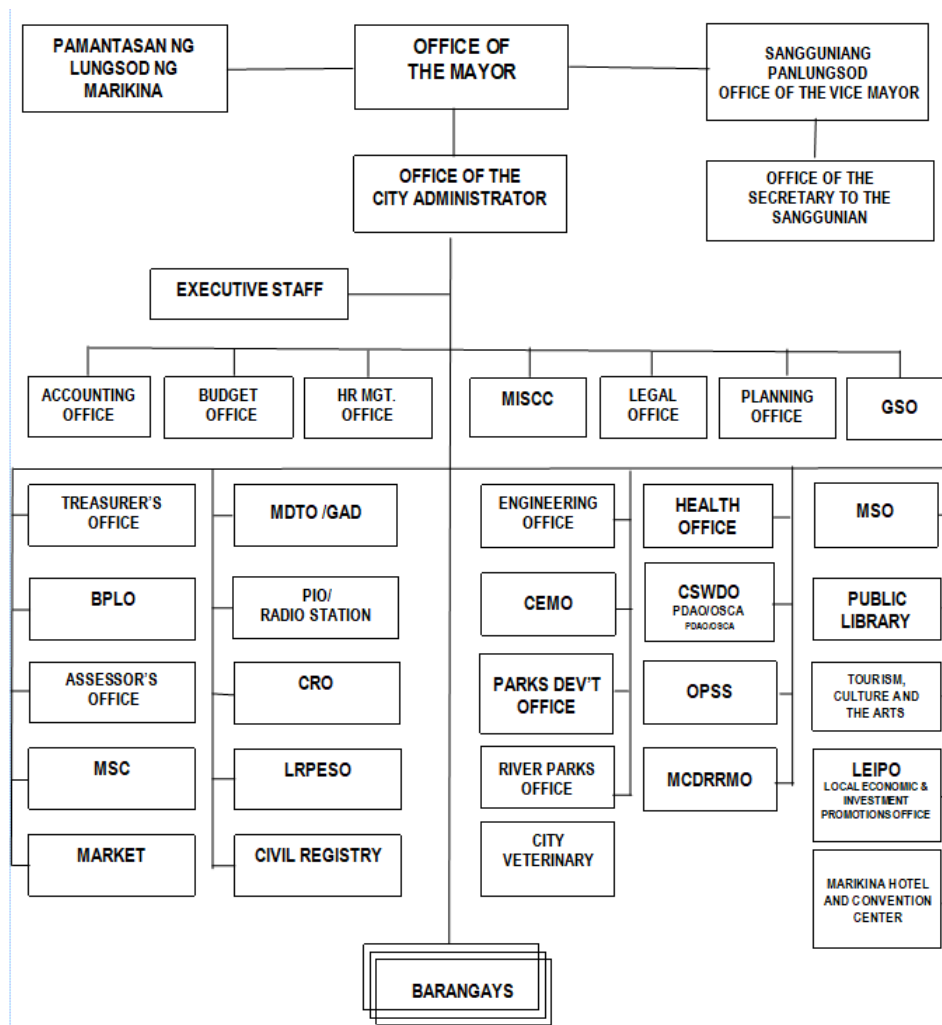 PAMANTASAN NG
LUNGSOD NG
MARIKINA
OFFICE OF
THE MAYOR
SANGGUNIANG
PANLUNGSOD
OFFICE OF THE VICE MAYOR
OFFICE OF THE
CITY ADMINISTRATOR
OFFICE OF THE
SECRETARY TO THE
SANGGUNIAN
EXECUTIVE STAFF
ACCOUNTING
OFFICE
BUDGET
OFFICE
HR MGT.
OFFICE
MISCC
LEGAL
OFFICE
PLANNING
OFFICE
GSO
TREASURER'S
OFFICE
MDTO /GAD
ENGINEERING
OFFICE
HEALTH
OFFICE
MSO
BPLO
PIO/
RADIO STATION
CEMO
CSWDO
PDAO/OSCA
PDAO/OSCA
PUBLIC
LIBRARY
ASSESSOR'S
OFFICE
CRO
PARKS DEV'T
OFFICE
OPSS
TOURISM,
CULTURE AND
THE ARTS
MSC
LRPESO
RIVER PARKS
OFFICE
MCDRRMO
LEIPO
LOCAL ECONOMIC &
INVESTMENT
PROMOTIONS OFFICE
MARKET
CIVIL REGISTRY
CITY
VETERINARY
MARIKINA HOTEL
AND CONVENTION
CENTER
BARANGAYS